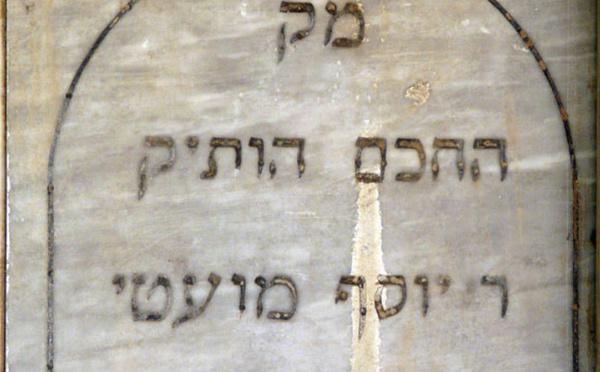 מק
החכם הותיק
ר יוסף מועטי